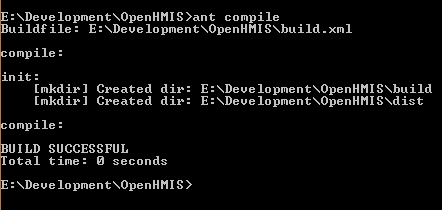 E:\Development\OpenHMIS>ant compile
Buildfile: E:\Development\OpenHMIS\build.xml
compile:
init:
[mkdir] Created dir: E:\Development\OpenHMIS\build
[mkdir] Created dir: E:\Development\OpenHMIS\dist
compile:
BUILD SUCCESSFUL
Total time: 0 seconds
E:\Development\OpenHMIS>